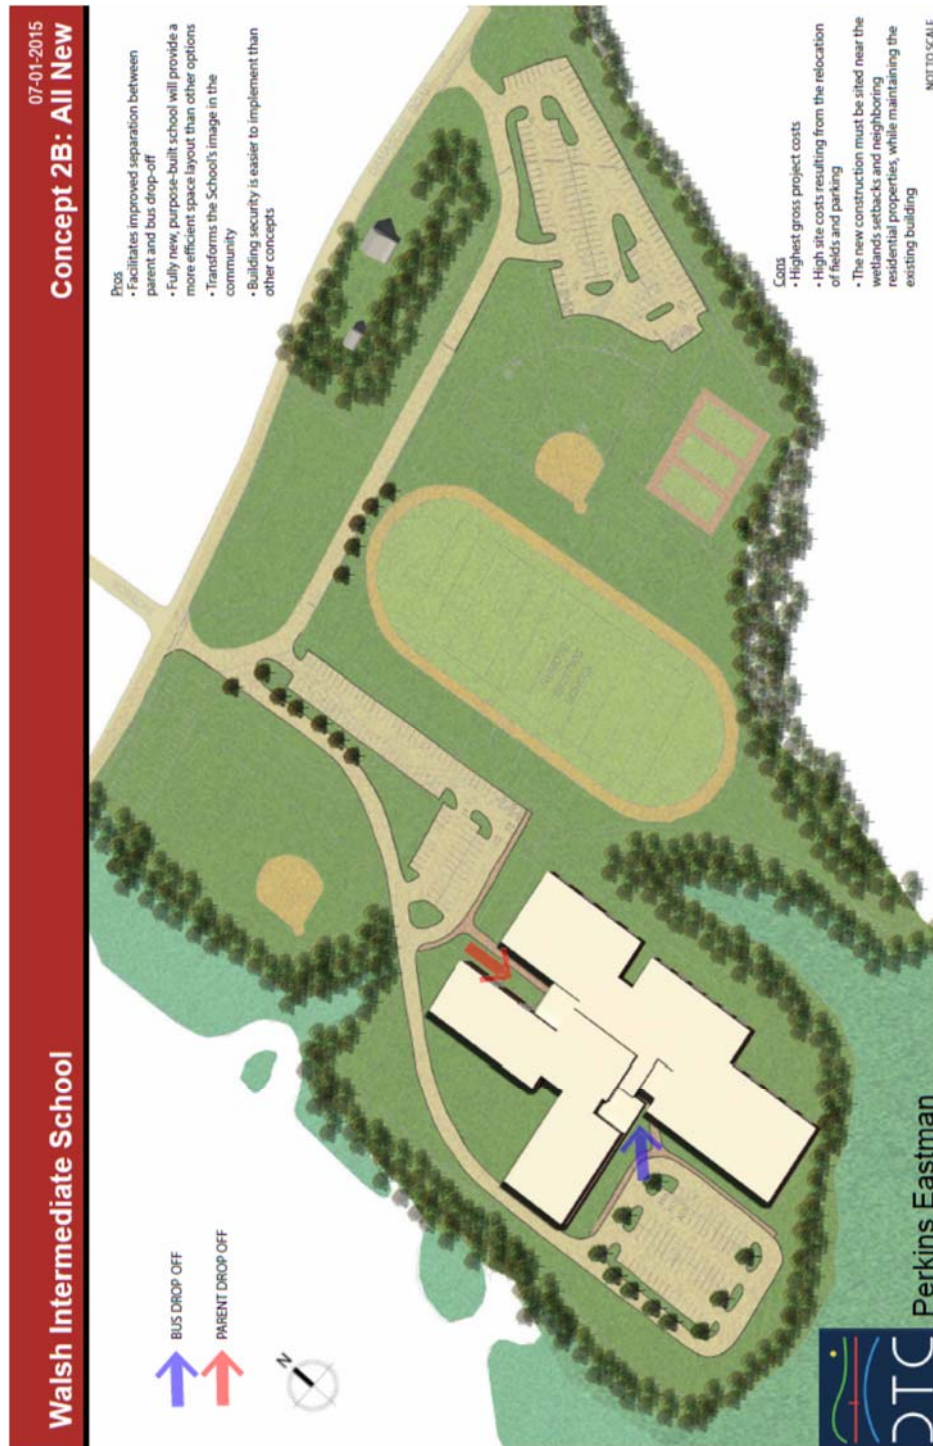 Walsh Intermediate School
07-01-2015
Concept 2B: All New
Pros
• Facilitates improved separation between
parent and bus drop-off
• Fully new, purpose-built school will provide a
more efficient space layout than other options
• Transforms the School's image in the
community
• Building security is easier to implement than
other concepts
BUS DROP OFF
PARENT DROP OFF
N
Cons
• Highest gross project costs
• High site costs resulting from the relocation
of fields and parking
• The new construction must be sited near the
wetlands setbacks and neighboring
residential properties, while maintaining the
existing building
NOT TO SCALE
DTC
Perkins Eastman